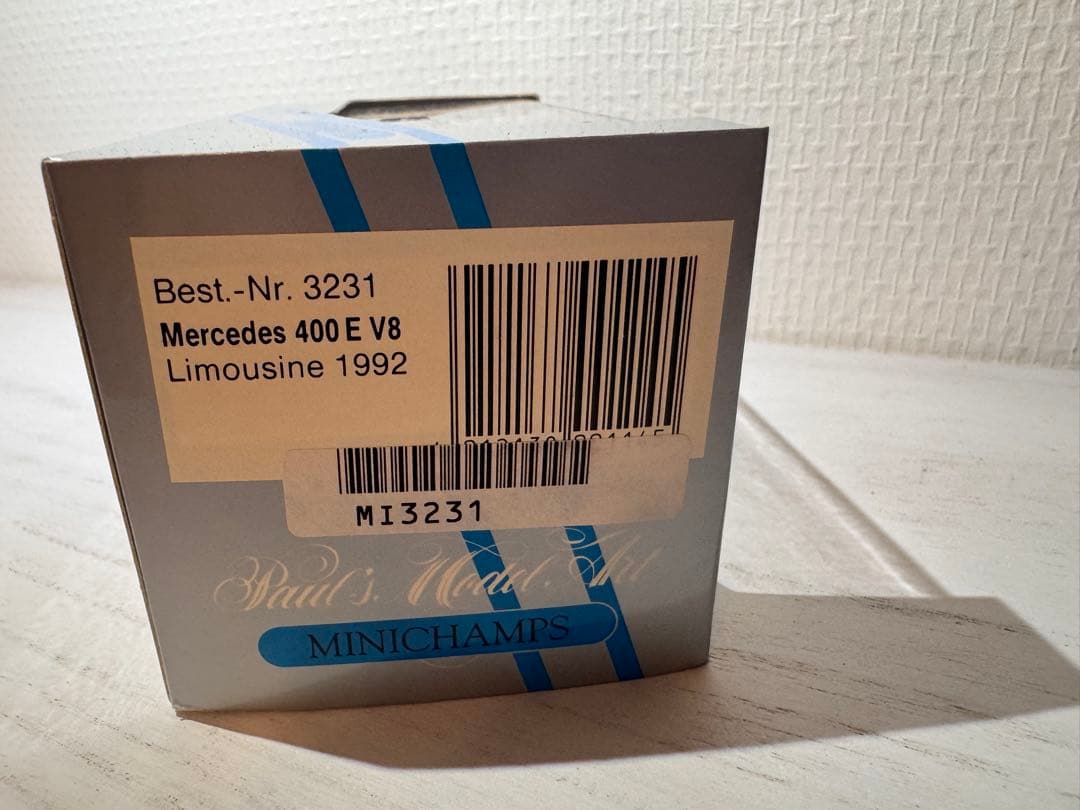 Best.-Nr. 3231
Mercedes 400 E V8
Limousine 1992
MI3231
Paul's Model Art
MINICHAMPS